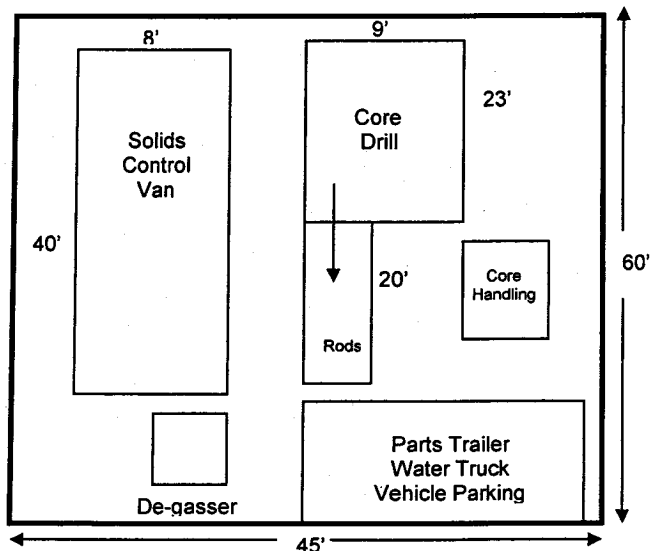 8'
9'
Solids
Control
Van
Core
Drill
23'
40'
20'
Core
Handling
60'
Rods
Parts Trailer
Water Truck
Vehicle Parking
De-gasser
45'